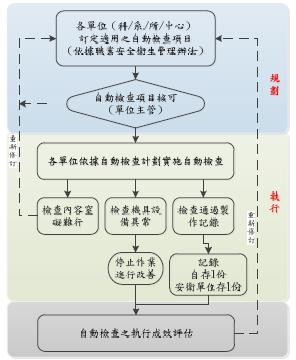 各單位（科/系/所/中心）
訂定適用之自動檢查項目
（依據職業安全衛生管理辦法）
規劃
自動檢查項目核可
（單位主管）
重新修訂
各單位依據自動檢查計劃實施自動檢查
執行
檢查內容窒
礙難行
檢查機具設
備異常
檢查通過製
作記錄
重新修訂
停止作業
進行改善
記錄
自存1份
安衛單位存1份
自動檢查之執行成效評估